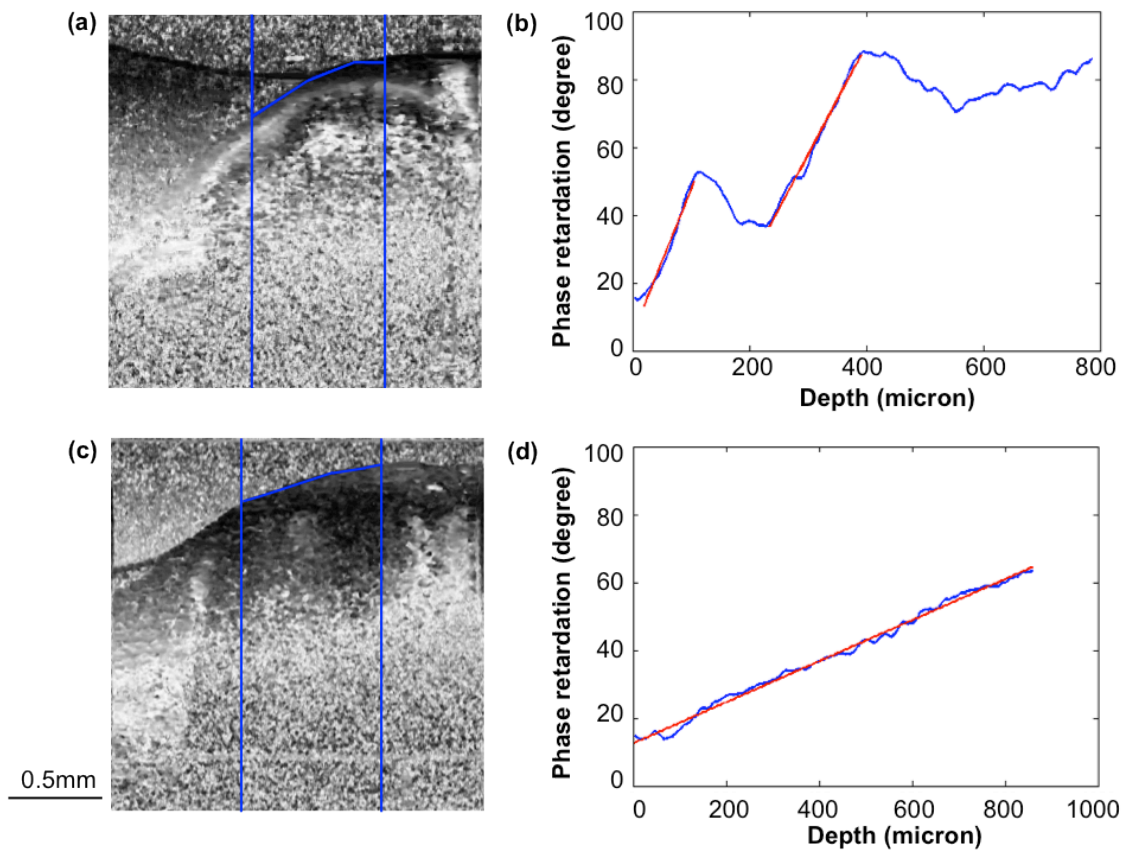 (a)
(b)
Phase retardation (degree)
100
80
60
40
20
0
0 200 400 600 800
Depth (micron)
(c)
0.5mm
(d)
Phase retardation (degree)
100
80
60
40
20
0
0 200 400 600 800 1000
Depth (micron)